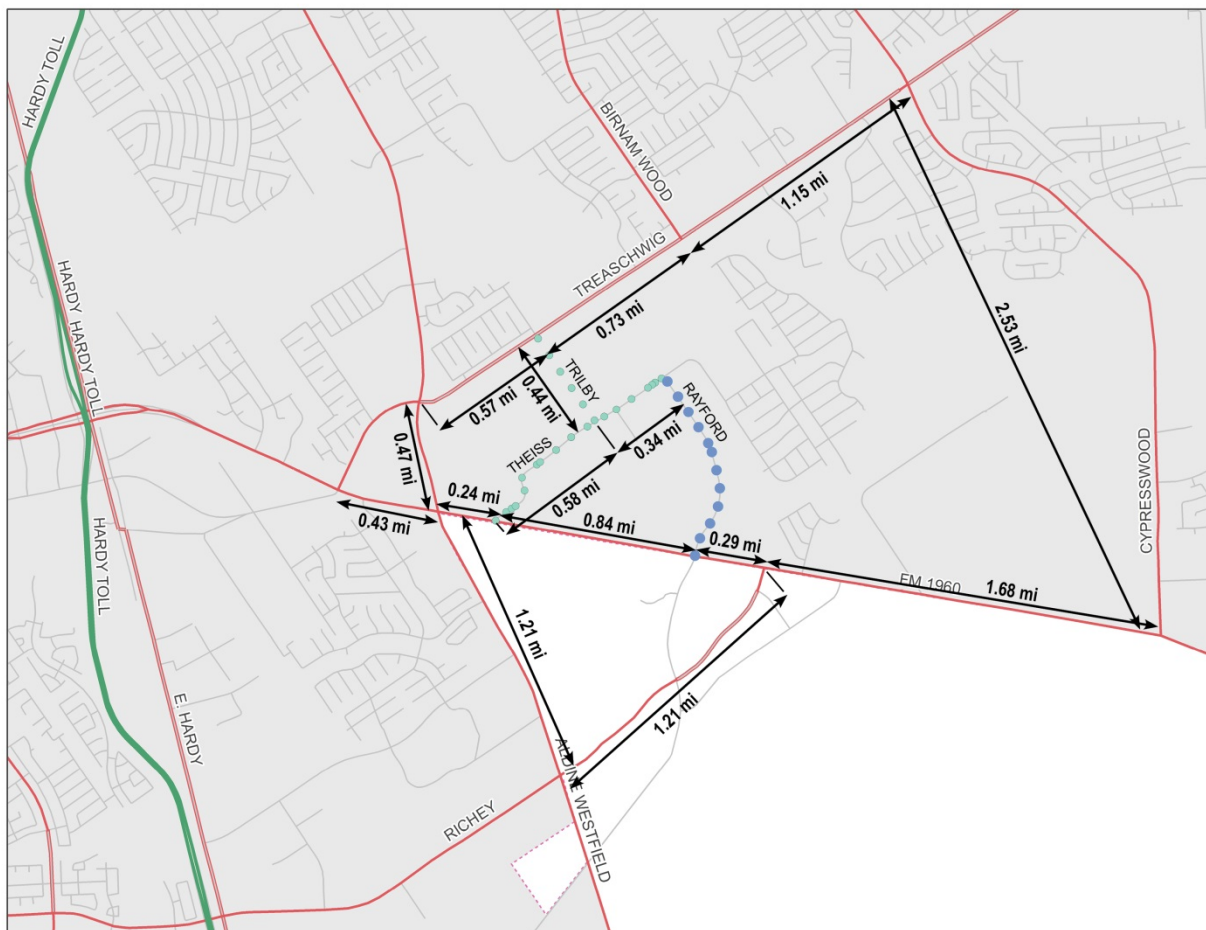 HARDY TOLL
HARDY TOLL
HARDY
HARDY TOLL
E. HARDY
BIRNAM WOOD
TREASCHWIG
1.15 mi
0.73 mi
2.53 mi
TRILBY
0.57 mi
0.44 mi
RAYFORD
THEISS
0.34 mi
0.47 mi
0.24 mi
0.58 mi
0.43 mi
0.84 mi
0.29 mi
CYPRESSWOOD
FM 1960
1.68 mi
1.21 mi
1.21 mi
ALDINE WESTFIELD
RICHEY